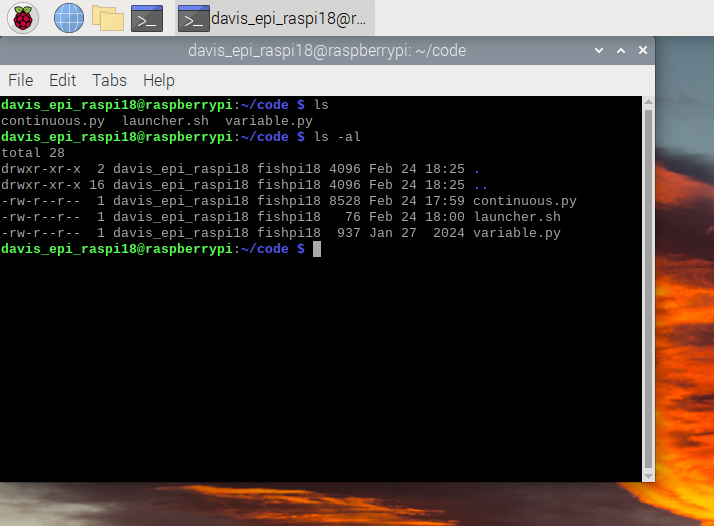 davis_epi_raspi18@r...
davis_epi_raspi18@raspberrypi: ~/code
File Edit Tabs Help
davis_epi_raspi18@raspberrypi:~/code $ ls
continuous.py  launcher.sh  variable.py
davis_epi_raspi18@raspberrypi:~/code $ ls -al
total 28
drwxr-xr-x  2 davis_epi_raspi18 fishpi18 4096 Feb 24 18:25 .
drwxr-xr-x 16 davis_epi_raspi18 fishpi18 4096 Feb 24 18:25 ..
-rw-r--r--  1 davis_epi_raspi18 fishpi18 8528 Feb 24 17:59 continuous.py
-rw-r--r--  1 davis_epi_raspi18 fishpi18   76 Feb 24 18:00 launcher.sh
-rw-r--r--  1 davis_epi_raspi18 fishpi18  937 Jan 27  2024 variable.py
davis_epi_raspi18@raspberrypi:~/code $